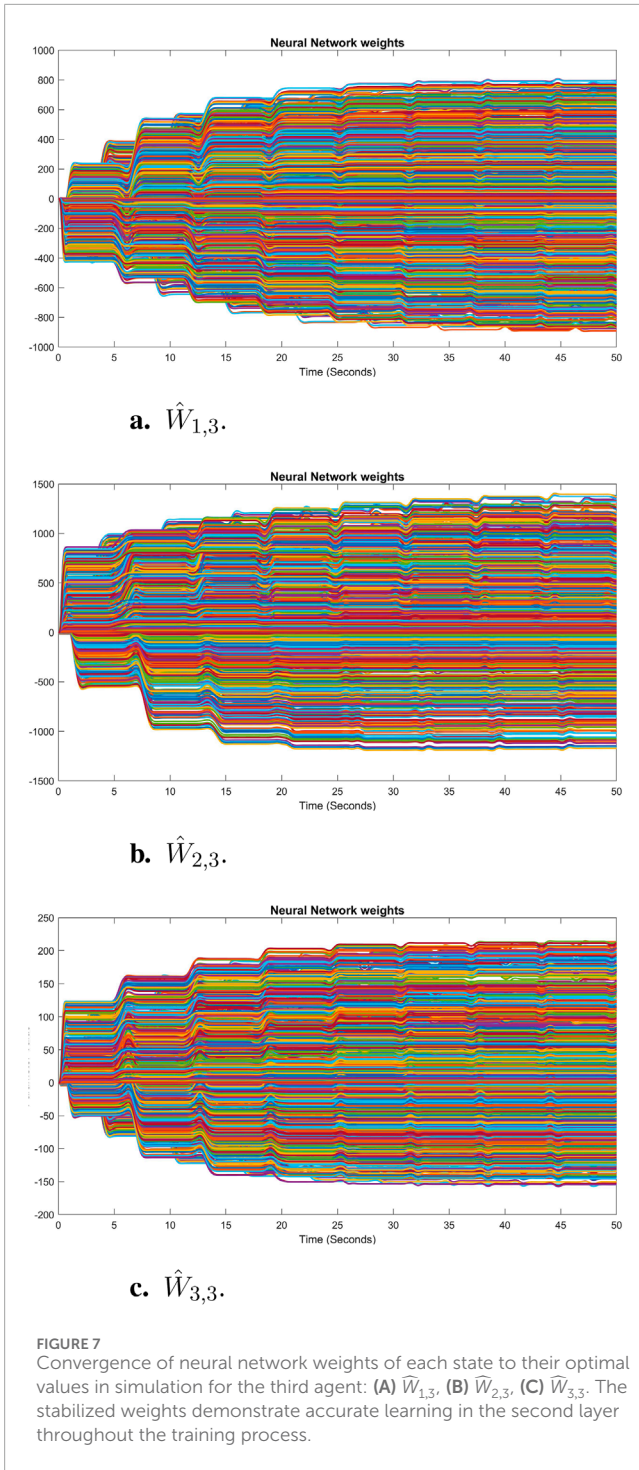 Neural Network weights
1000
800
600
400
200
0
-200
-400
-600
-800
-1000
0 5 10 15 20 25 30 35 40 45 50
Time (Seconds)
a. Ŵ1,3.
Neural Network weights
1500
1000
500
0
-500
-1000
-1500
0 5 10 15 20 25 30 35 40 45 50
Time (Seconds)
b. Ŵ2,3.
Neural Network weights
250
200
150
100
50
0
-50
-100
-150
-200
0 5 10 15 20 25 30 35 40 45 50
Time (Seconds)
c. Ŵ3,3.
FIGURE 7
Convergence of neural network weights of each state to their optimal
values in simulation for the third agent: (A) Ŵ1,3, (B) Ŵ2,3, (C) Ŵ3,3. The
stabilized weights demonstrate accurate learning in the second layer
throughout the training process.